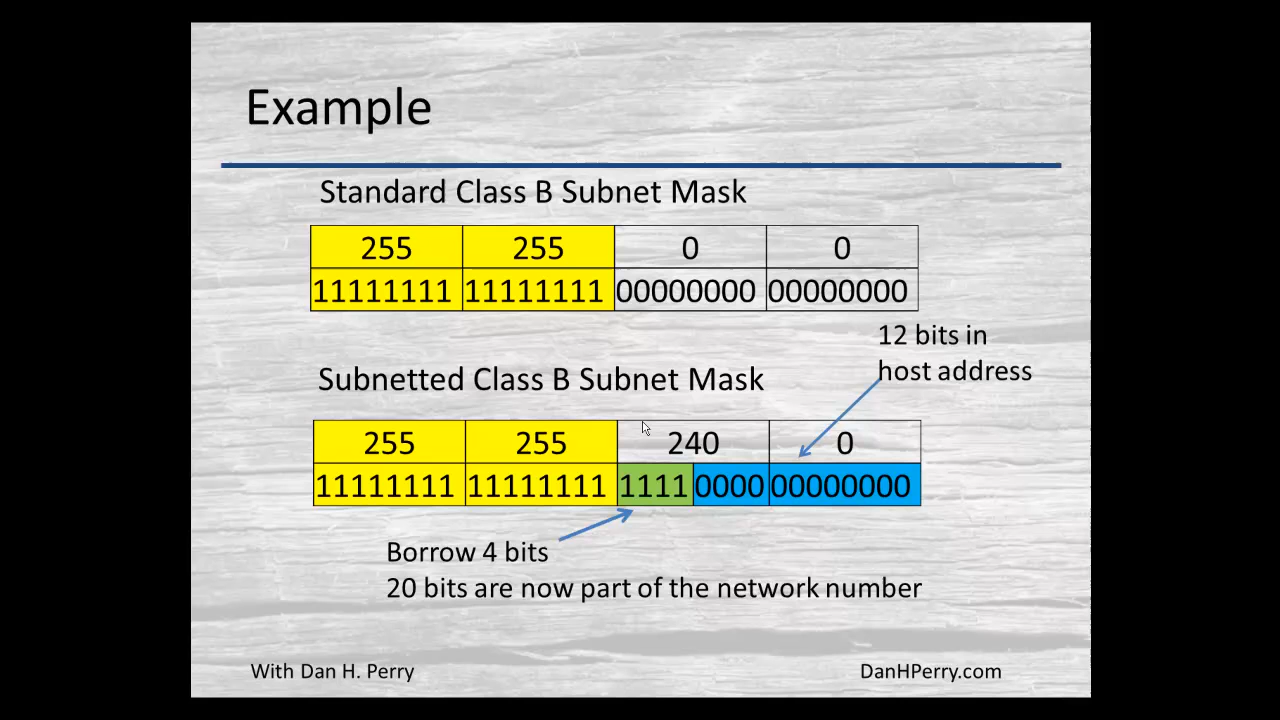 Example
Standard Class B Subnet Mask
255 255 0 0
11111111 11111111 00000000 00000000
12 bits in
host address
Subnetted Class B Subnet Mask
255 255 240 0
11111111 11111111 1111 0000 00000000
Borrow 4 bits
20 bits are now part of the network number
With Dan H. Perry
DanHPerry.com